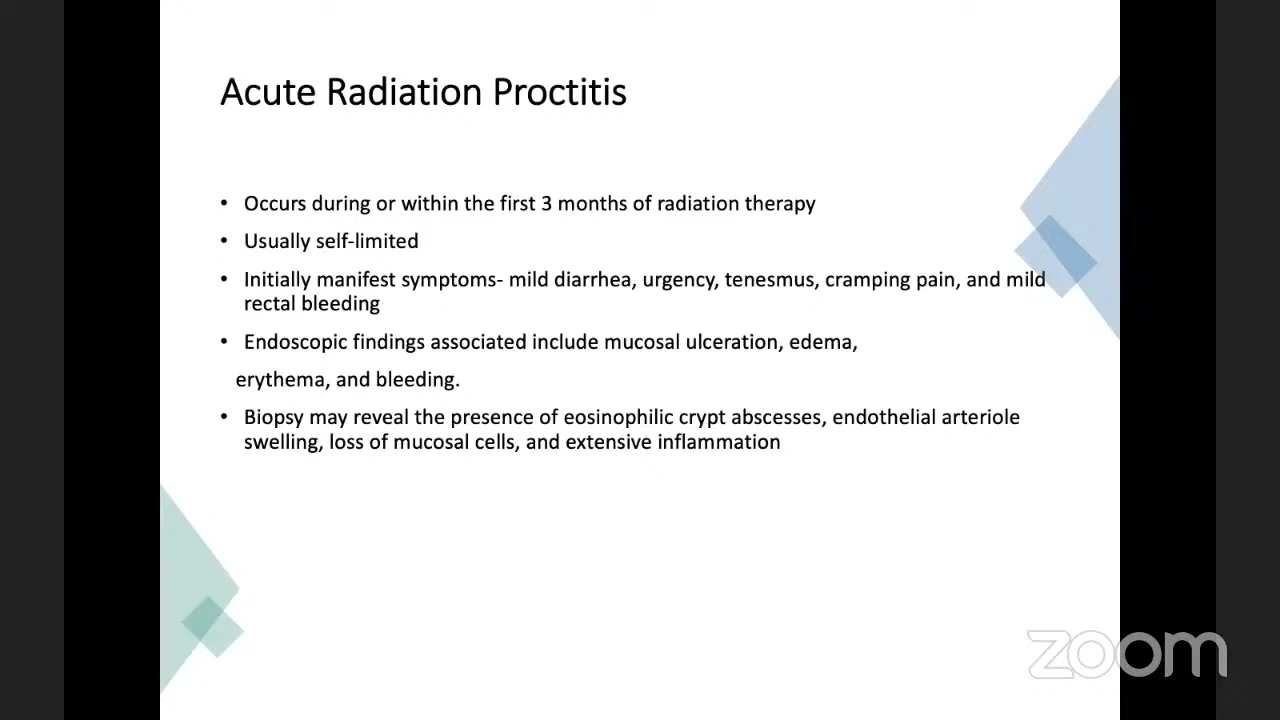 Acute Radiation Proctitis
• Occurs during or within the first 3 months of radiation therapy
• Usually self-limited
• Initially manifest symptoms- mild diarrhea, urgency, tenesmus, cramping pain, and mild
rectal bleeding
• Endoscopic findings associated include mucosal ulceration, edema,
erythema, and bleeding.
• Biopsy may reveal the presence of eosinophilic crypt abscesses, endothelial arteriole
swelling, loss of mucosal cells, and extensive inflammation
zoom